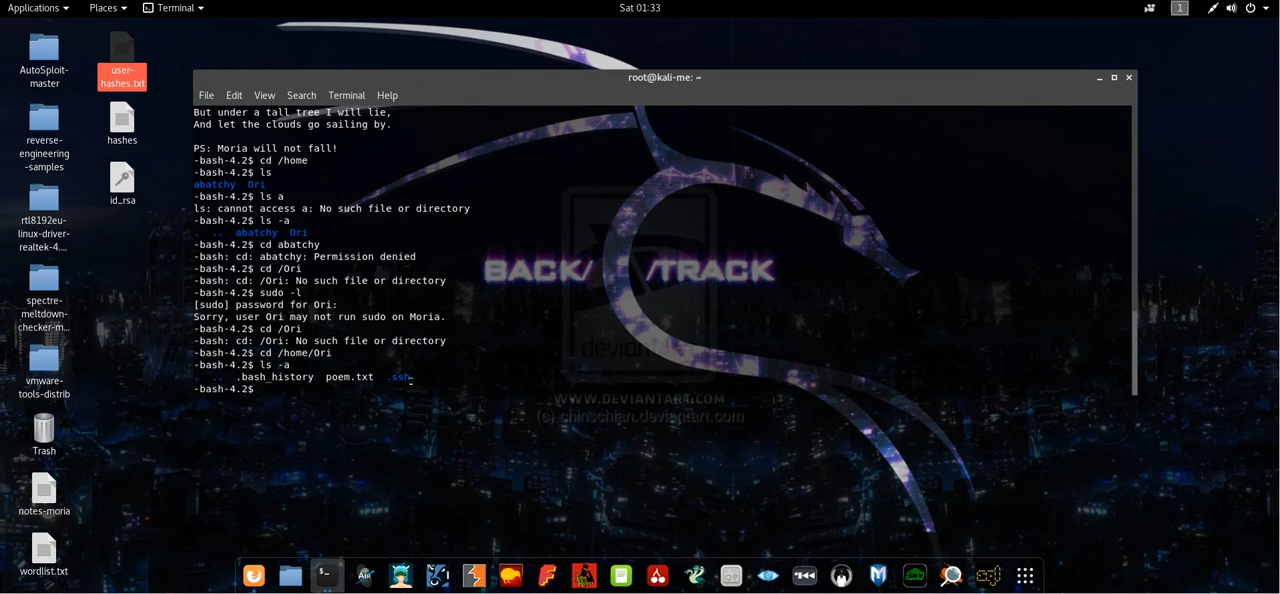 Applications
Places
Terminal
Sat 01:33
1
AutoSploit-
master
user-
hashes.txt
reverse-
engineering
-samples
hashes
rtl8192eu-
linux-driver-
realtek-4....
id_rsa
spectre-
meltdown-
checker-m...
vmware-
tools-distrib
Trash
notes-moria
wordlist.txt
root@kali-me: ~
File Edit View Search Terminal Help
But under a tall tree I will lie,
And let the clouds go sailing by.
PS: Moria will not fall!
-bash-4.2$ cd /home
-bash-4.2$ ls
abatchy Ori
-bash-4.2$ ls a
ls: cannot access a: No such file or directory
-bash-4.2$ ls -a
. .. abatchy Ori
-bash-4.2$ cd abatchy
-bash: cd: abatchy: Permission denied
-bash-4.2$ cd /Ori
-bash: cd: /Ori: No such file or directory
-bash-4.2$ sudo -l
[sudo] password for Ori:
Sorry, user Ori may not run sudo on Moria.
-bash-4.2$ cd /Ori
-bash: cd: /Ori: No such file or directory
-bash-4.2$ cd /home/Ori
-bash-4.2$ ls -a
. .. .bash_history poem.txt .ssh
-bash-4.2$
BACK/ /TRACK
WWW.DEVIANTART.COM
(s) chinschian.deviantart.com